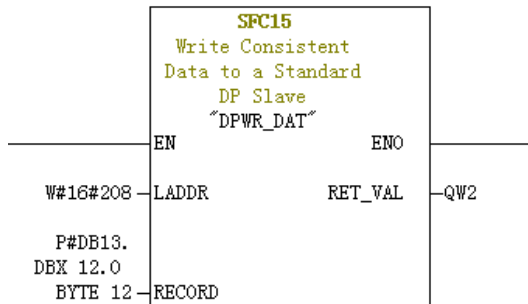 SFC15
Write Consistent
Data to a Standard
DP Slave
"DPWR_DAT"
EN ENO
W#16#208 LADDR RET_VAL QW2
P#DB13.
DBX 12.0
BYTE 12 RECORD